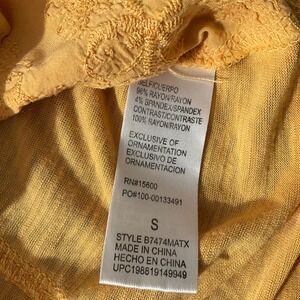 SELF/CUERPO
96% RAYON/RAYON
4% SPANDEX/SPANDEX
CONTRAST/CONTRASTE
100% RAYON/RAYON
EXCLUSIVE OF
ORNAMENTATION
EXCLUSIVO DE
ORNAMENTACION
RN#15600
PO#100-00133491
S
STYLE B7474MATX
MADE IN CHINA
HECHO EN CHINA
UPC198819149949